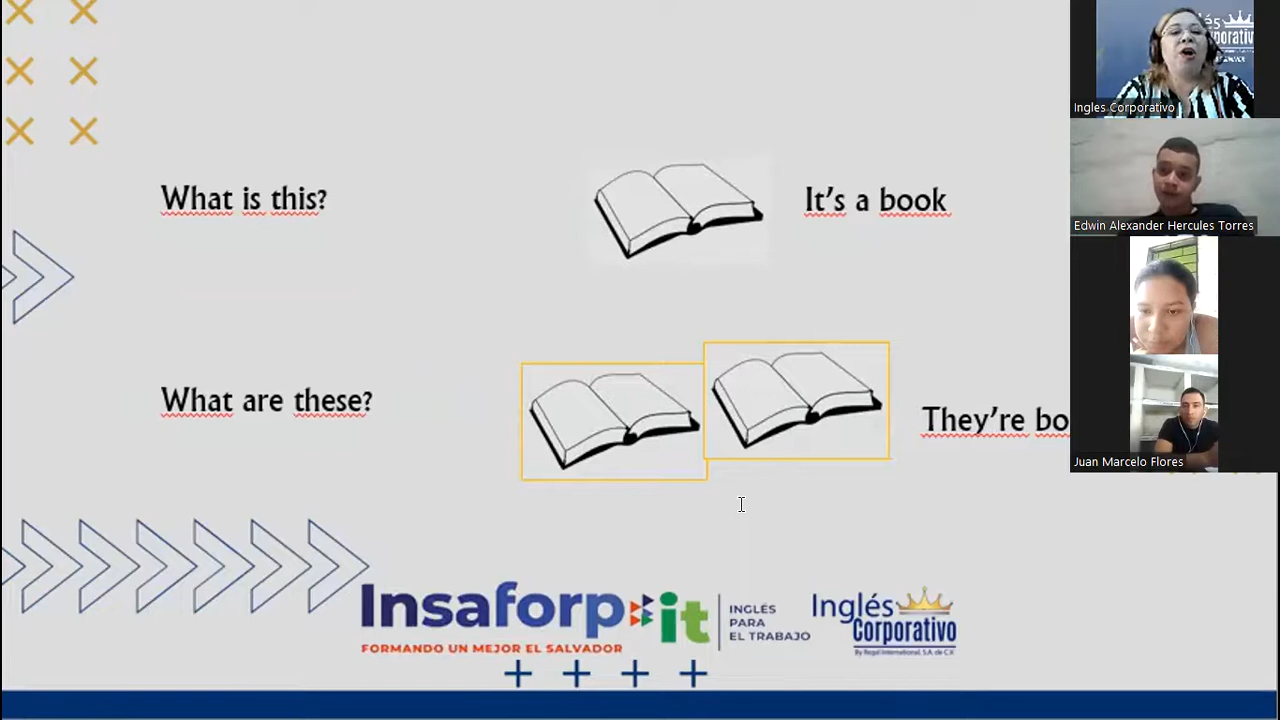 What is this?
It's a book
What are these?
They're bo
Insaforp it
FORMANDO UN MEJOR EL SALVADOR
INGLÉS
PARA
EL TRABAJO
Inglés
Corporativo
By Regal International, S.A. de C.V.
Ingles Corporativo
Edwin Alexander Hercules Torres
Juan Marcelo Flores